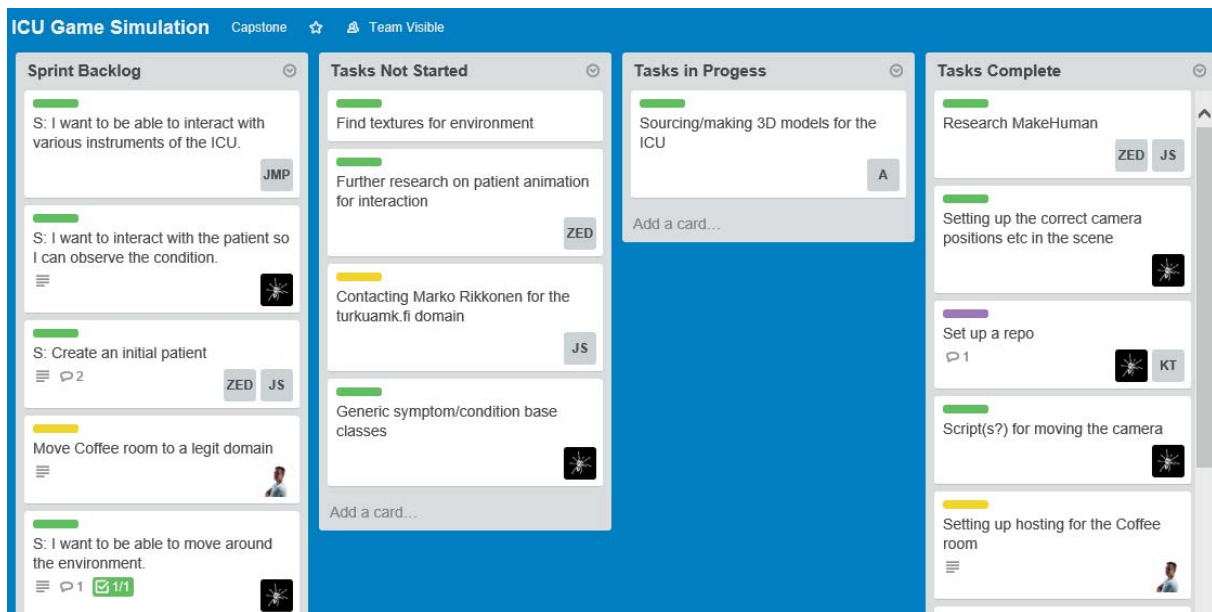 ICU Game Simulation Capstone Team Visible
Sprint Backlog
S: I want to be able to interact with
various instruments of the ICU.
JMP
S: I want to interact with the patient so
I can observe the condition.
S: Create an initial patient
2
ZED JS
Move Coffee room to a legit domain
S: I want to be able to move around
the environment.
1 1/1
Tasks Not Started
Find textures for environment
Further research on patient animation
for interaction
ZED
Contacting Marko Rikkonen for the
turkuamk.fi domain
JS
Generic symptom/condition base
classes
Add a card...
Tasks in Progess
Sourcing/making 3D models for the
ICU
A
Add a card...
Tasks Complete
Research MakeHuman
ZED JS
Setting up the correct camera
positions etc in the scene
Set up a repo
1
KT
Script(s?) for moving the camera
Setting up hosting for the Coffee
room